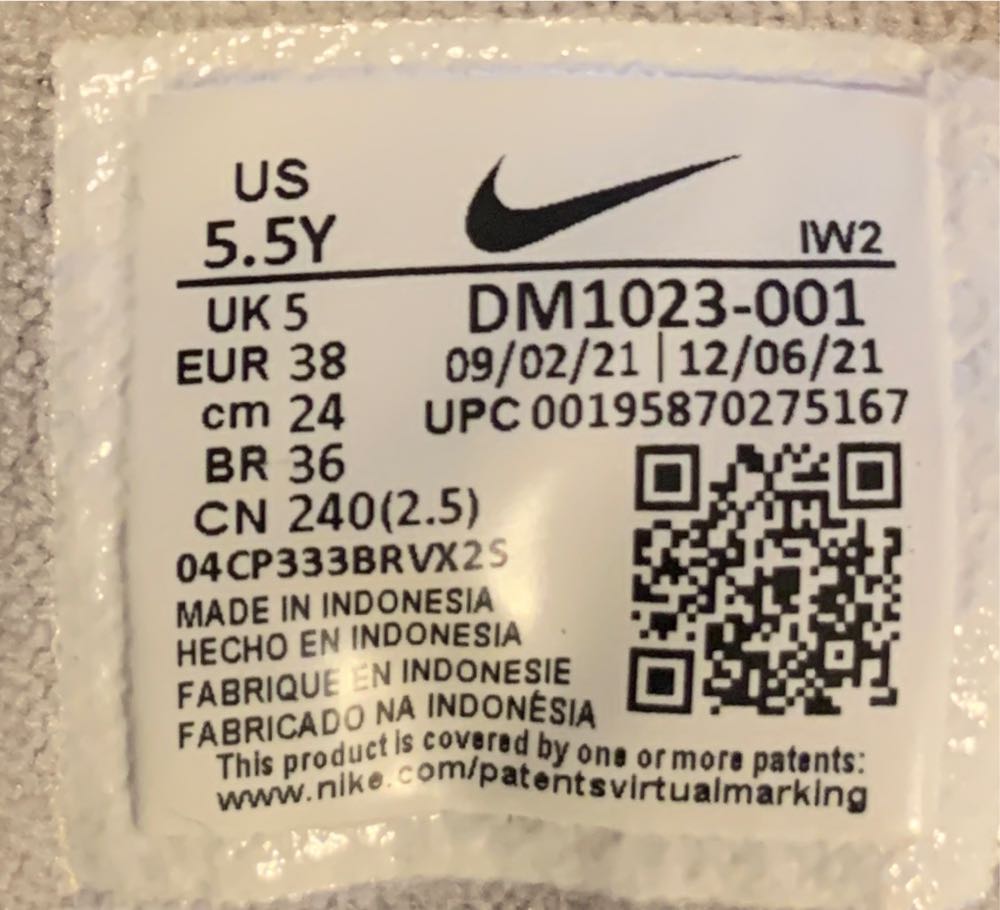 US
5.5Y
IW2
UK 5
DM1023-001
EUR 38
09/02/21 | 12/06/21
cm 24
UPC 001958702​75167
BR 36
CN 240(2.5)
04CP333BRVX2S
MADE IN INDONESIA
HECHO EN INDONESIA
FABRIQUE EN INDONESIE
FABRICADO NA INDONÉSIA
This product is covered by one or more patents:
www.nike.com/patentsvirtualmarking